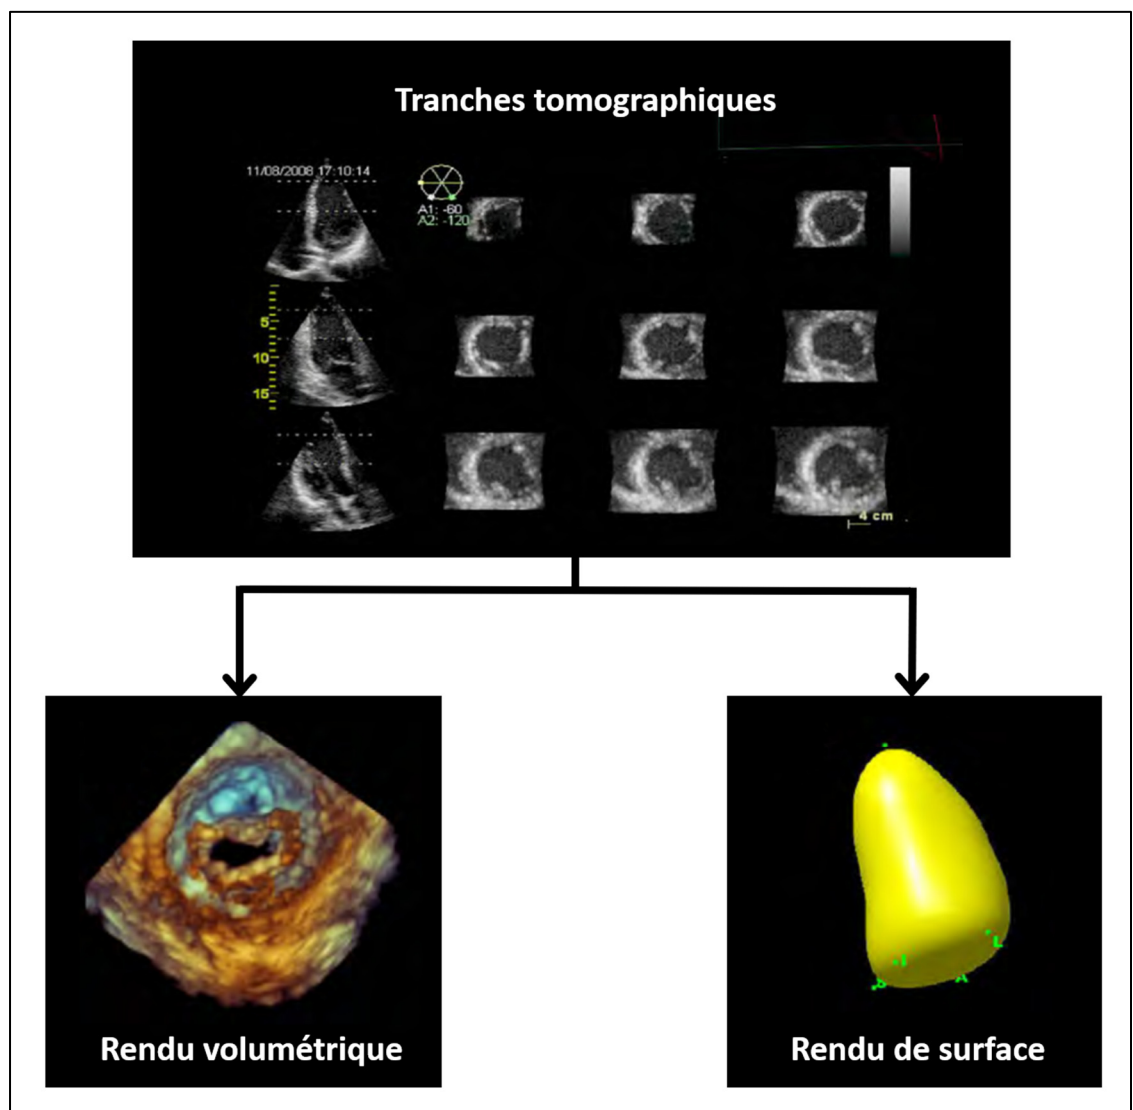 Tranches tomographiques
11/08/2008 17:10:14
A1: -60
A2: -120
5
10
15
4 cm
L
I
A
S
Rendu volumétrique
Rendu de surface